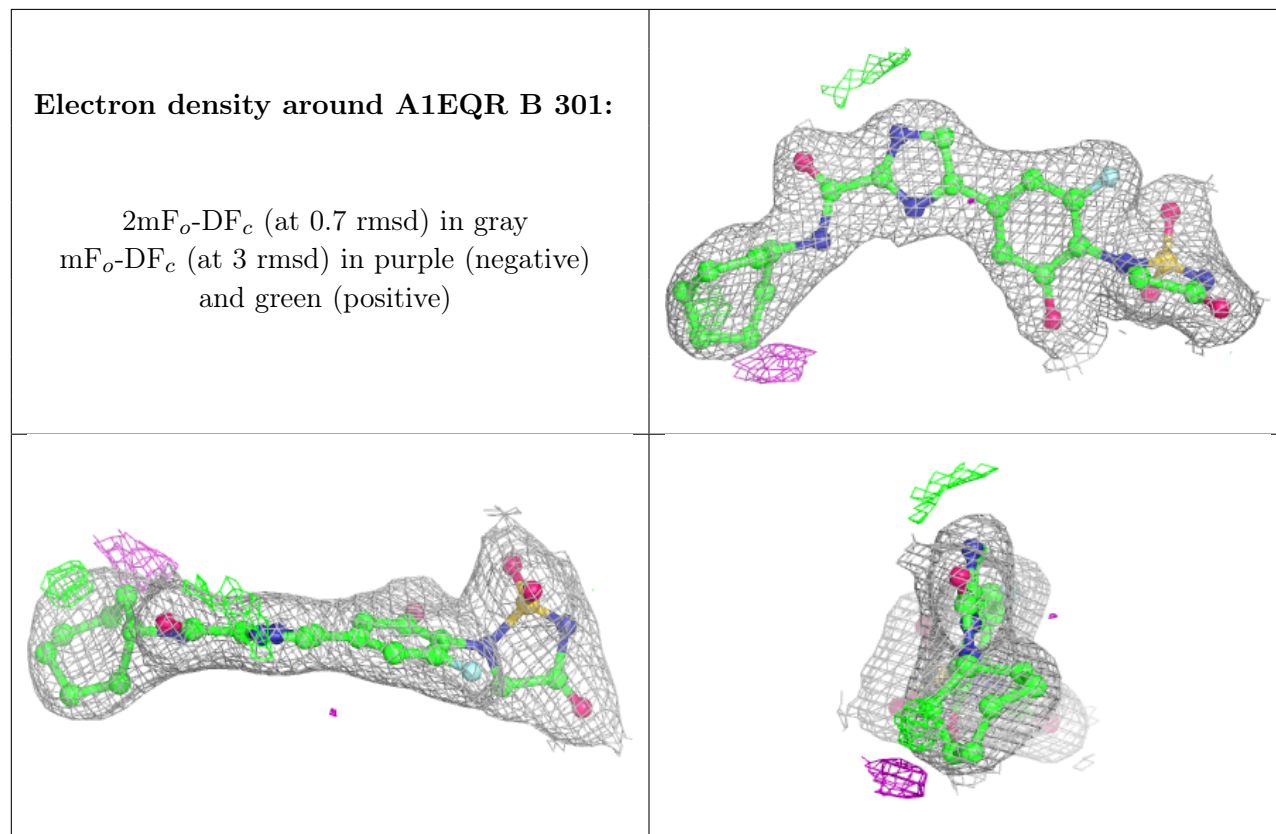 Electron density around A1EQR B 301:
2mFₒ-DF𝒸 (at 0.7 rmsd) in gray
mFₒ-DF𝒸 (at 3 rmsd) in purple (negative)
and green (positive)